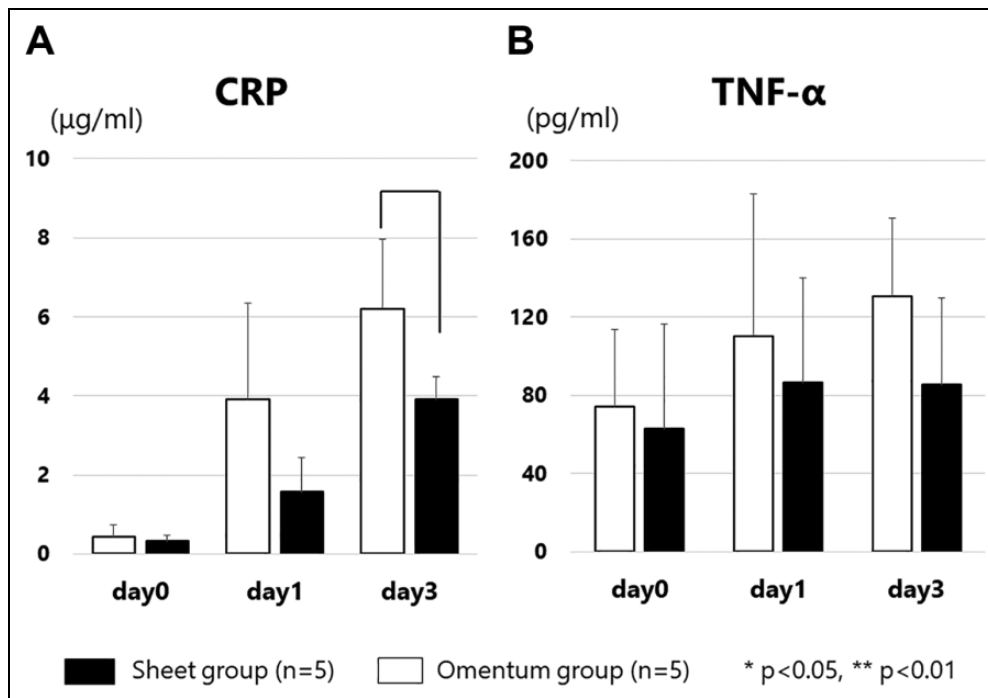 A
CRP
(μg/ml)
10
8
6
4
2
0
day0 day1 day3
B
TNF-α
(pg/ml)
200
160
120
80
40
0
day0 day1 day3
Sheet group (n=5) Omentum group (n=5) * p<0.05, ** p<0.01